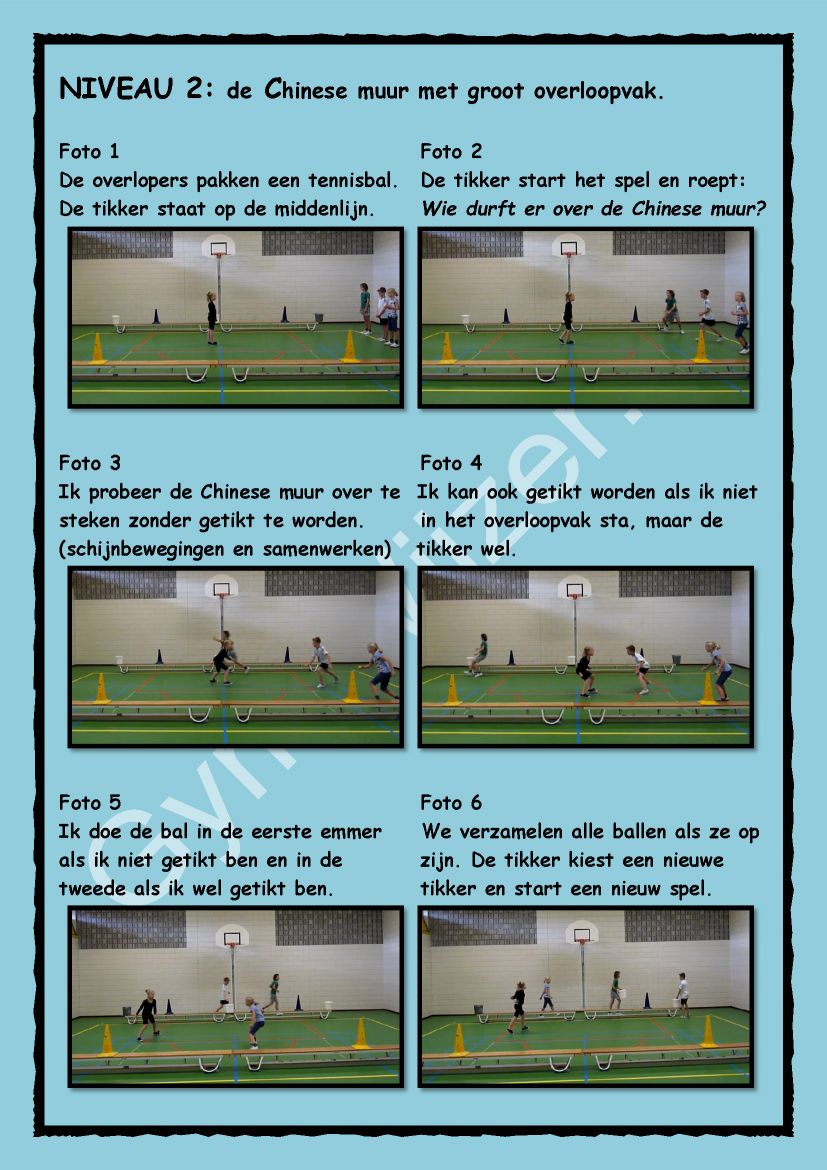 NIVEAU 2: de Chinese muur met groot overloopvak.
Foto 1
De overlopers pakken een tennisbal.
De tikker staat op de middenlijn.
Foto 2
De tikker start het spel en roept:
Wie durft er over de Chinese muur?
Foto 3
Ik probeer de Chinese muur over te
steken zonder getikt te worden.
(schijnbewegingen en samenwerken)
Foto 4
Ik kan ook getikt worden als ik niet
in het overloopvak sta, maar de
tikker wel.
Foto 5
Ik doe de bal in de eerste emmer
als ik niet getikt ben en in de
tweede als ik wel getikt ben.
Foto 6
We verzamelen alle ballen als ze op
zijn. De tikker kiest een nieuwe
tikker en start een nieuw spel.